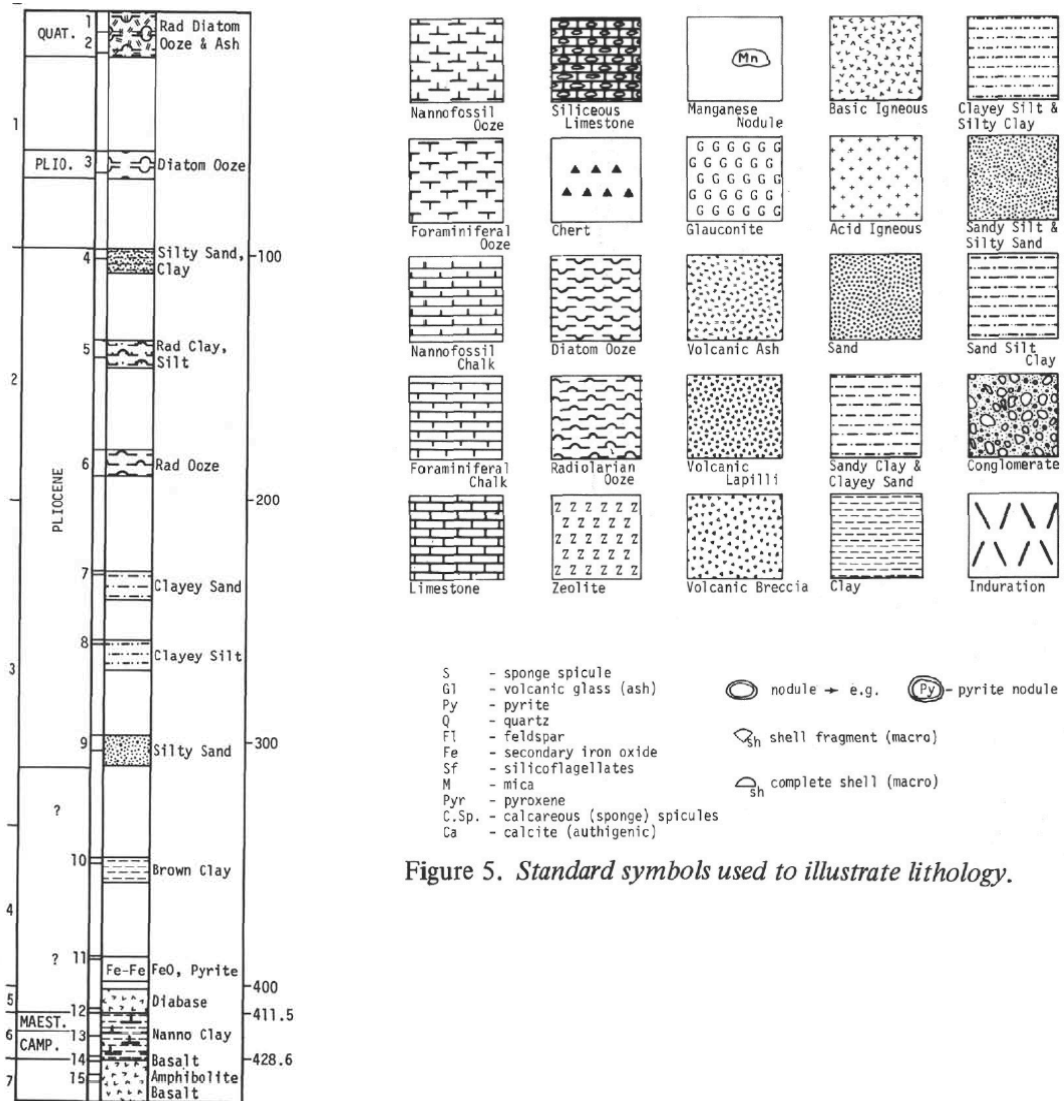 QUAT.
1
2
Rad Diatom
Ooze & Ash
1
PLIO. 3
Diatom Ooze
4
Silty Sand,
Clay
100
5
Rad Clay,
Silt
2
6
Rad Ooze
PLIOCENE
200
7
Clayey Sand
8
Clayey Silt
3
9
Silty Sand
300
?
10
Brown Clay
4
? 11
Fe-Fe
FeO, Pyrite
400
5
Diabase
12
411.5
MAEST.
6
13
Nanno Clay
CAMP.
14
Basalt
428.6
7
15
Amphibolite
Basalt
Nannofossil
Ooze
Siliceous
Limestone
Mn
Manganese
Nodule
Basic Igneous
Clayey Silt &
Silty Clay
Foraminiferal
Ooze
Chert
G G G G G G
G G G G G G
G G G G G G
G G G G G G
G G G G G G
Glauconite
Acid Igneous
Sandy Silt &
Silty Sand
Nannofossil
Chalk
Diatom Ooze
Volcanic Ash
Sand
Sand Silt
Clay
Foraminiferal
Chalk
Radiolarian
Ooze
Volcanic
Lapilli
Sandy Clay &
Clayey Sand
Conglomerate
Limestone
Z Z Z Z Z Z
Z Z Z Z Z
Z Z Z Z Z Z
Z Z Z Z Z
Z Z Z Z Z Z
Zeolite
Volcanic Breccia
Clay
Induration
S - sponge spicule
Gl - volcanic glass (ash)
Py - pyrite
Q - quartz
Fl - feldspar
Fe - secondary iron oxide
Sf - silicoflagellates
M - mica
Pyr - pyroxene
C.Sp. - calcareous (sponge) spicules
Ca - calcite (authigenic)
nodule → e.g. Py - pyrite nodule
sh shell fragment (macro)
sh complete shell (macro)
Figure 5. Standard symbols used to illustrate lithology.